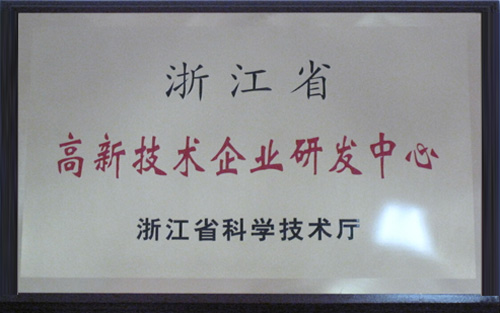 浙江省
高新技术企业研发中心
浙江省科学技术厅